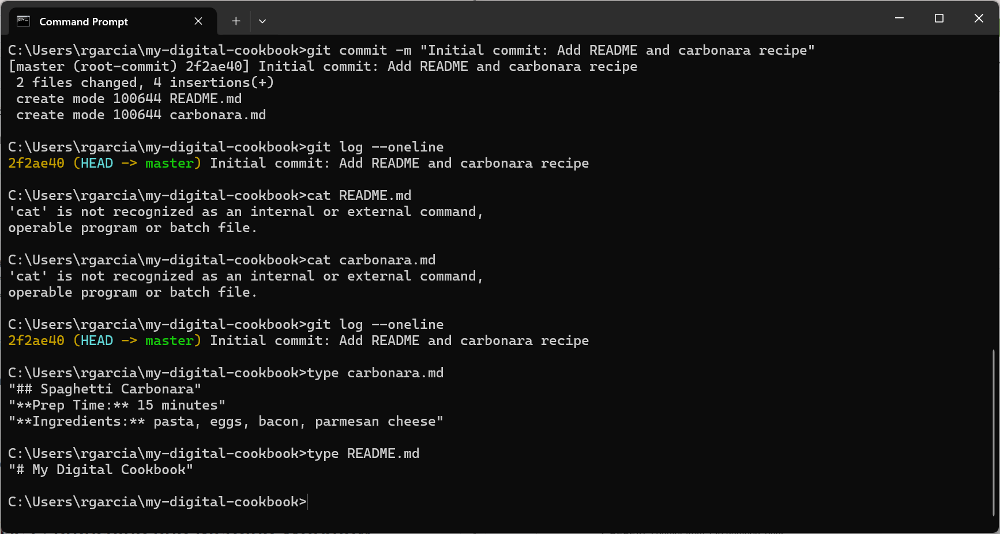 Command Prompt
C:\Users\rgarcia\my-digital-cookbook>git commit -m "Initial commit: Add README and carbonara recipe"
[master (root-commit) 2f2ae40] Initial commit: Add README and carbonara recipe
 2 files changed, 4 insertions(+)
 create mode 100644 README.md
 create mode 100644 carbonara.md
C:\Users\rgarcia\my-digital-cookbook>git log --oneline
2f2ae40 (HEAD -> master) Initial commit: Add README and carbonara recipe
C:\Users\rgarcia\my-digital-cookbook>cat README.md
'cat' is not recognized as an internal or external command,
operable program or batch file.
C:\Users\rgarcia\my-digital-cookbook>cat carbonara.md
'cat' is not recognized as an internal or external command,
operable program or batch file.
C:\Users\rgarcia\my-digital-cookbook>git log --oneline
2f2ae40 (HEAD -> master) Initial commit: Add README and carbonara recipe
C:\Users\rgarcia\my-digital-cookbook>type carbonara.md
"## Spaghetti Carbonara"
"**Prep Time:** 15 minutes"
"**Ingredients:** pasta, eggs, bacon, parmesan cheese"
C:\Users\rgarcia\my-digital-cookbook>type README.md
"# My Digital Cookbook"
C:\Users\rgarcia\my-digital-cookbook>